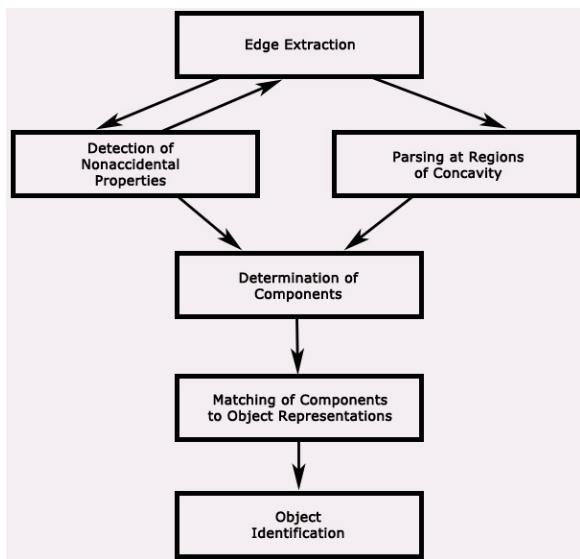 Edge Extraction
Detection of
Nonaccidental
Properties
Parsing at Regions
of Concavity
Determination of
Components
Matching of Components
to Object Representations
Object
Identification